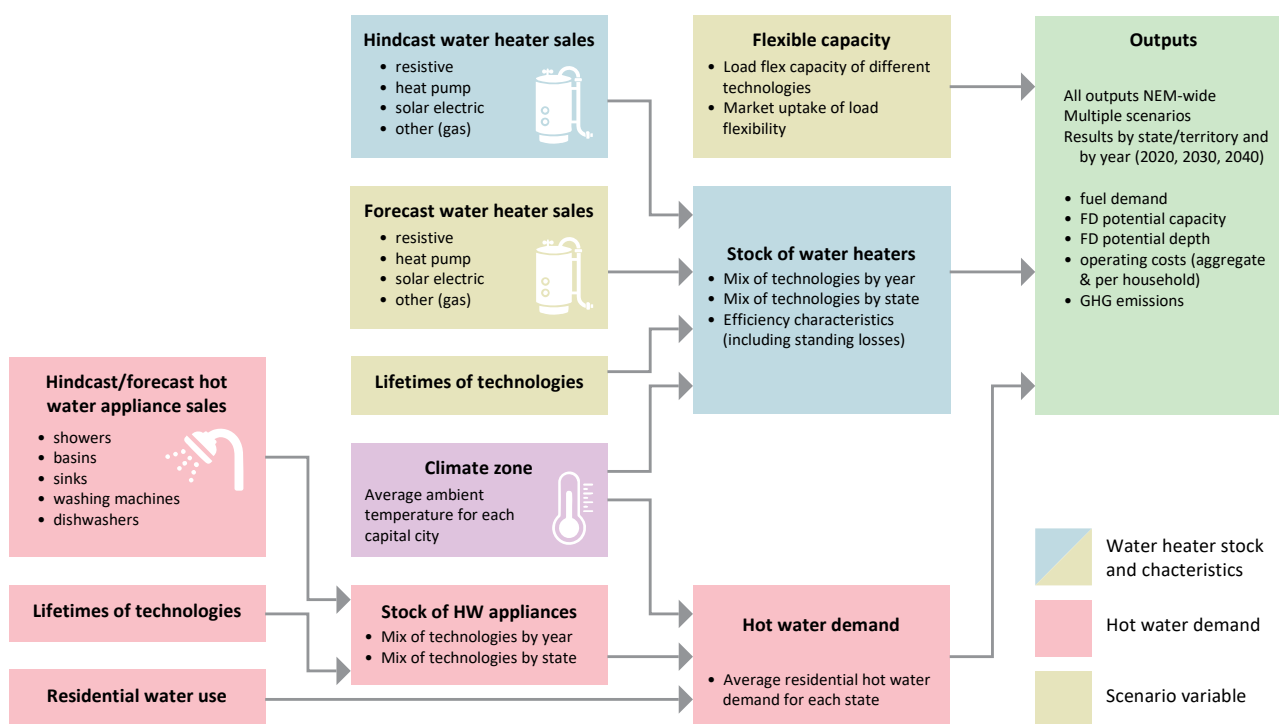 Hindcast water heater sales
• resistive
• heat pump
• solar electric
• other (gas)
Flexible capacity
• Load flex capacity of different
technologies
• Market uptake of load
flexibility
Outputs
All outputs NEM-wide
Multiple scenarios
Results by state/territory and
by year (2020, 2030, 2040)
• fuel demand
• FD potential capacity
• FD potential depth
• operating costs (aggregate
& per household)
• GHG emissions
Forecast water heater sales
• resistive
• heat pump
• solar electric
• other (gas)
Stock of water heaters
• Mix of technologies by year
• Mix of technologies by state
• Efficiency characteristics
(including standing losses)
Lifetimes of technologies
Hindcast/forecast hot
water appliance sales
• showers
• basins
• sinks
• washing machines
• dishwashers
Climate zone
Average ambient
temperature for each
capital city
Lifetimes of technologies
Stock of HW appliances
• Mix of technologies by year
• Mix of technologies by state
Hot water demand
• Average residential hot water
demand for each state
Residential water use
Water heater stock
and chacteristics
Hot water demand
Scenario variable